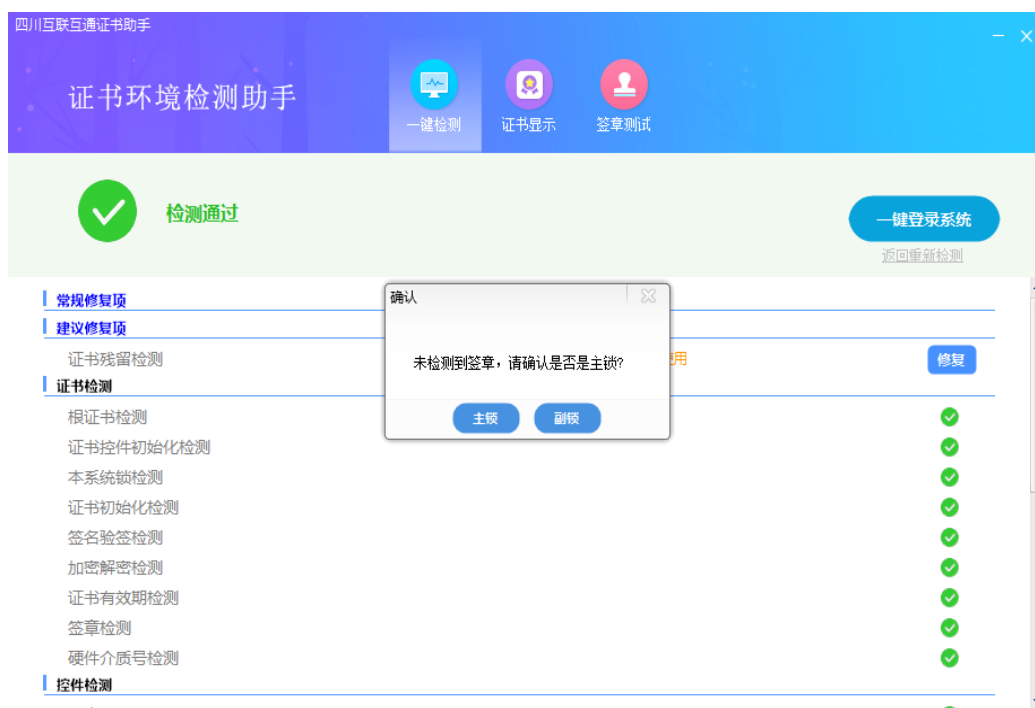 四川互联互通证书助手
证书环境检测助手
一键检测
证书显示
签章测试
检测通过
一键登录系统
返回重新检测
常规修复项
建议修复项
证书残留检测
用
修复
确认
未检测到签章，请确认是否是主锁?
主锁
副锁
证书检测
根证书检测
证书控件初始化检测
本系统锁检测
证书初始化检测
签名验签检测
加密解密检测
证书有效期检测
签章检测
硬件介质号检测
控件检测